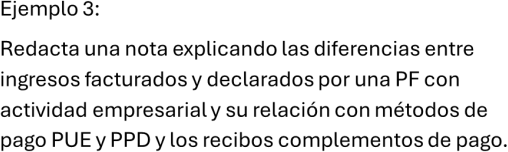 Ejemplo 3:
Redacta una nota explicando las diferencias entre
ingresos facturados y declarados por una PF con
actividad empresarial y su relación con métodos de
pago PUE y PPD y los recibos complementos de pago.